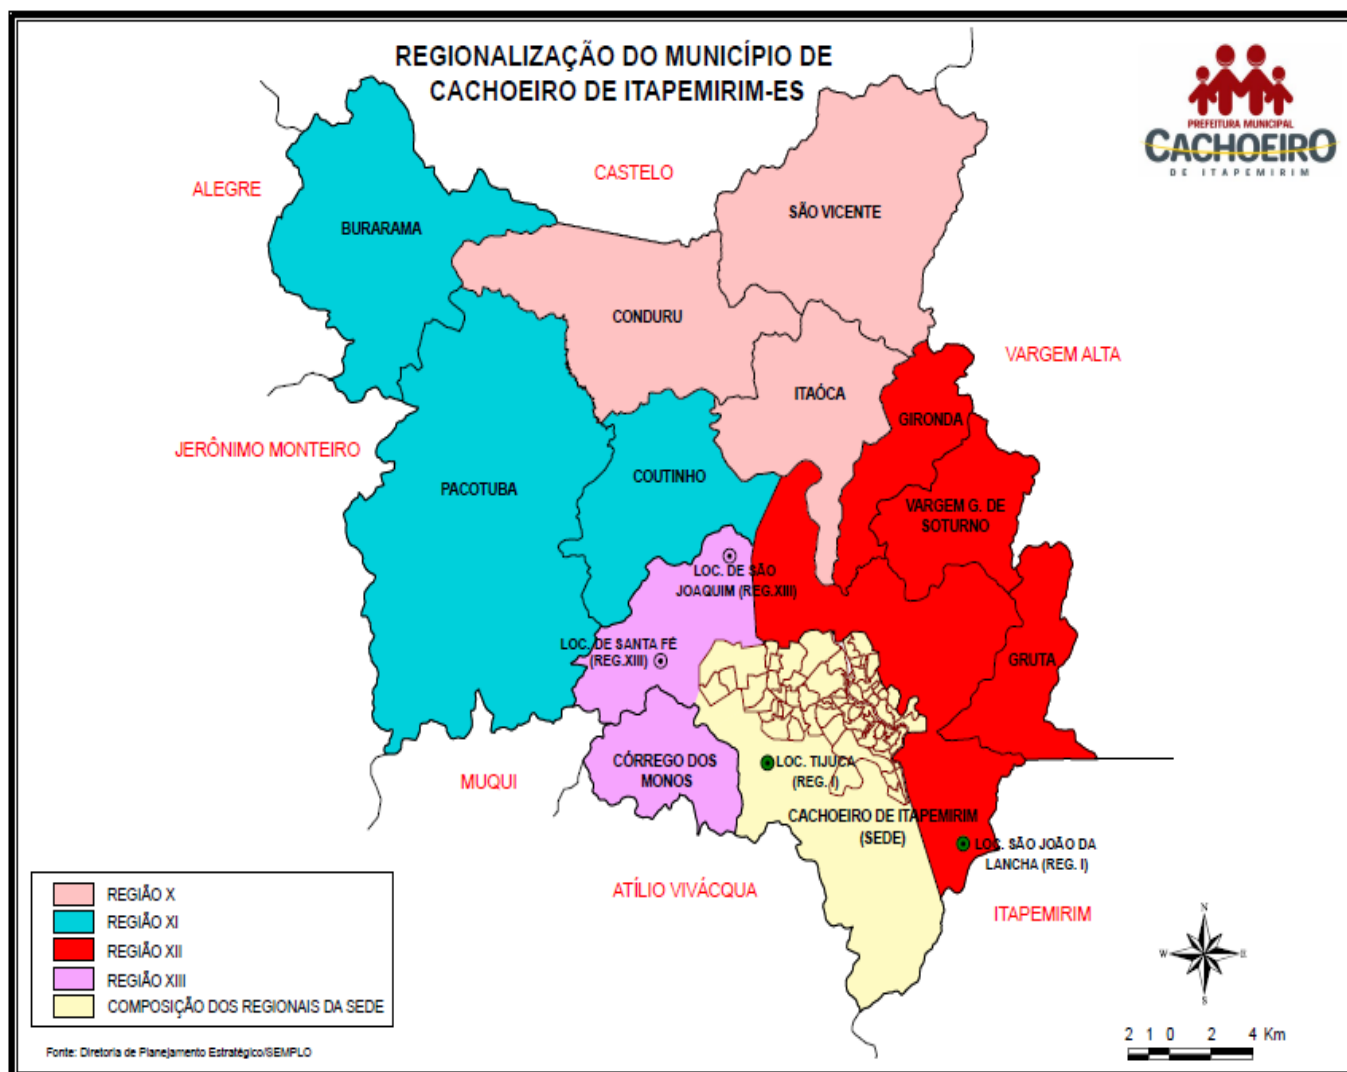 REGIONALIZAÇÃO DO MUNICÍPIO DE
CACHOEIRO DE ITAPEMIRIM-ES
PREFEITURA MUNICIPAL
CACHOEIRO
DE ITAPEMIRIM
CASTELO
ALEGRE
SÃO VICENTE
BURARAMA
CONDURU
VARGEM ALTA
ITAÓCA
GIRONDA
JERÔNIMO MONTEIRO
COUTINHO
PACOTUBA
VARGEM G. DE
SOTURNO
LOC. DE SÃO
JOAQUIM (REG.XIII)
LOC. DE SANTA FÉ
(REG.XIII)
GRUTA
CÓRREGO DOS
MONOS
LOC. TIJUCA
(REG. I)
MUQUI
CACHOEIRO DE ITAPEMIRIM
(SEDE)
LOC. SÃO JOÃO DA
LANCHA (REG. I)
ATÍLIO VIVÁCQUA
ITAPEMIRIM
REGIÃO X
REGIÃO XI
REGIÃO XII
REGIÃO XIII
COMPOSIÇÃO DOS REGIONAIS DA SEDE
N
W
E
S
2 1 0 2 4 Km
Fonte: Diretoria de Planejamento Estratégico/SEMPLO